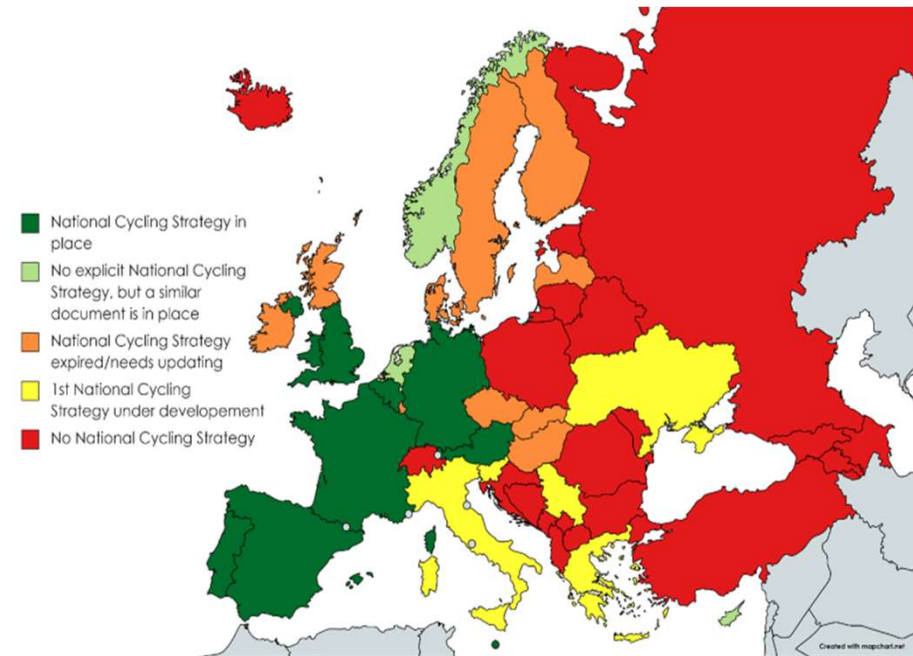 National Cycling Strategy in
place
No explicit National Cycling
Strategy, but a similar
document is in place
National Cycling Strategy
expired/needs updating
1st National Cycling
Strategy under developement
No National Cycling Strategy
Created with mapchart.net